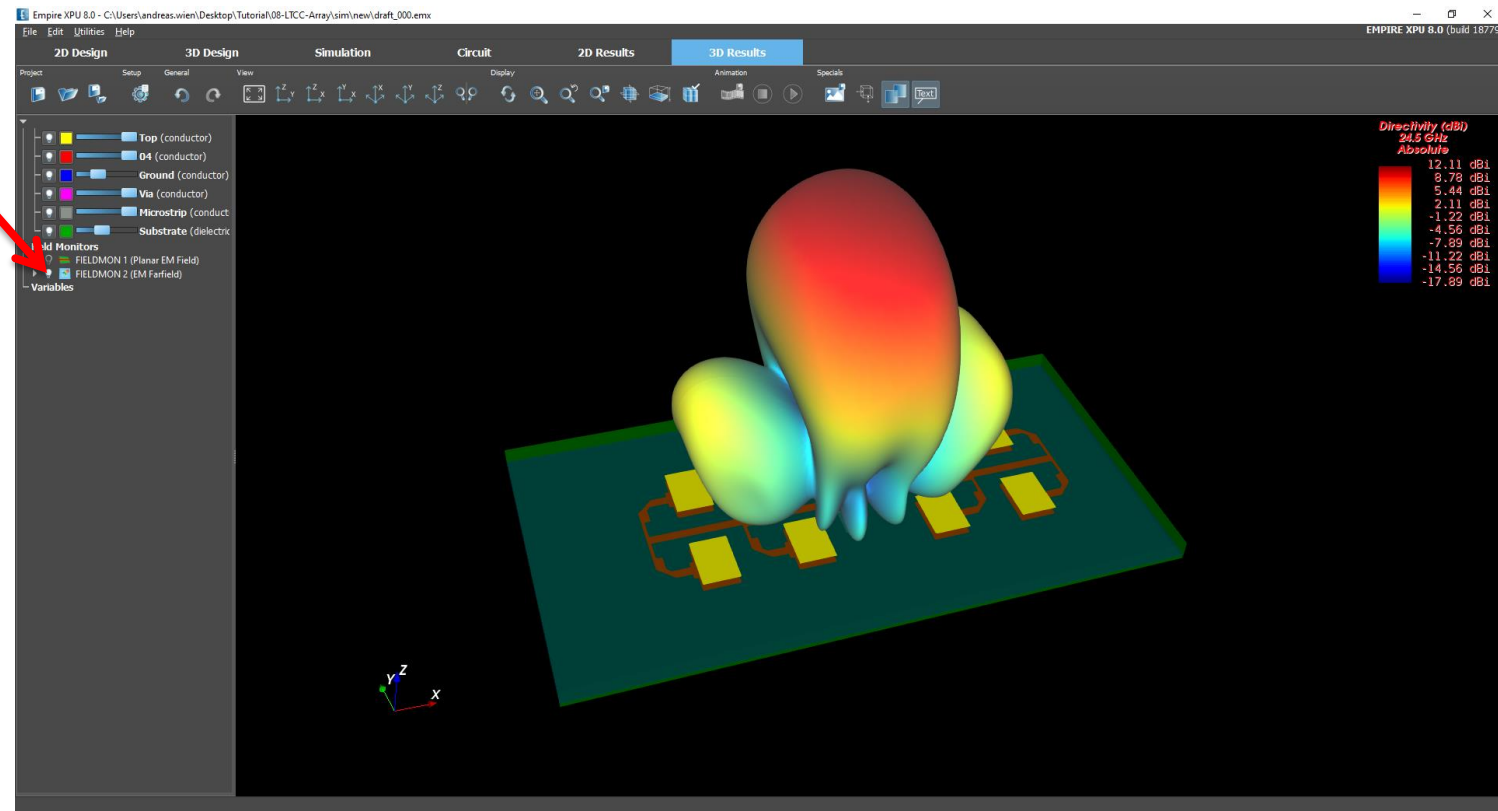 Empire XPU 8.0 - C:\Users\andreas.wien\Desktop\Tutorial\08-LTCC-Array\sim\new\draft_000.emx
File Edit Utilities Help
EMPIRE XPU 8.0 (build 18779
2D Design 3D Design Simulation Circuit 2D Results 3D Results
Project Setup General View Display Animation Specials
Z Y Z X Y X X Y Z Text
Top (conductor)
04 (conductor)
Ground (conductor)
Via (conductor)
Microstrip (conduct
Substrate (dielectric
ld Monitors
FIELDMON 1 (Planar EM Field)
FIELDMON 2 (EM Farfield)
Variables
Directivity (dBi)
24.5 GHz
Absolute
12.11 dBi
8.78 dBi
5.44 dBi
2.11 dBi
-1.22 dBi
-4.56 dBi
-7.89 dBi
-11.22 dBi
-14.56 dBi
-17.89 dBi
Z
Y
X